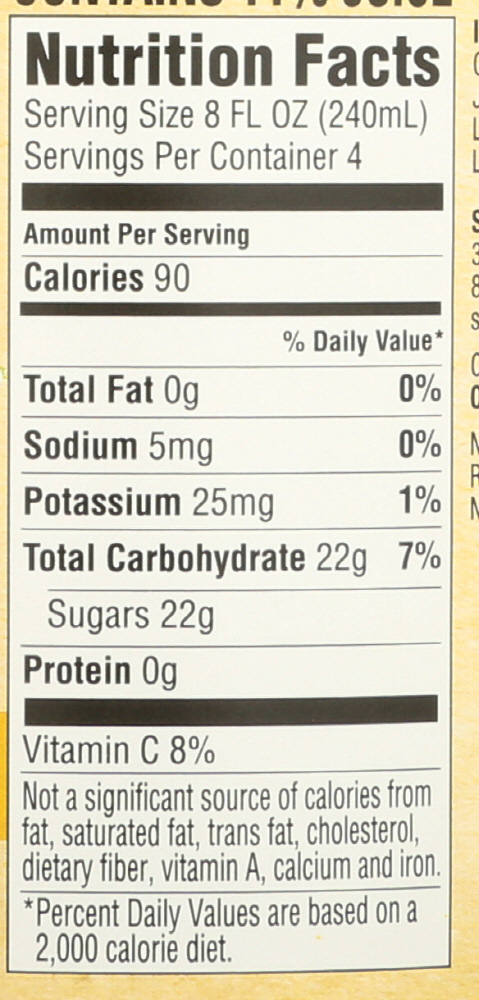 Nutrition Facts
Serving Size 8 FL OZ (240mL)
Servings Per Container 4
Amount Per Serving
Calories 90
% Daily Value*
Total Fat 0g 0%
Sodium 5mg 0%
Potassium 25mg 1%
Total Carbohydrate 22g 7%
Sugars 22g
Protein 0g
Vitamin C 8%
Not a significant source of calories from
fat, saturated fat, trans fat, cholesterol,
dietary fiber, vitamin A, calcium and iron.
*Percent Daily Values are based on a
2,000 calorie diet.